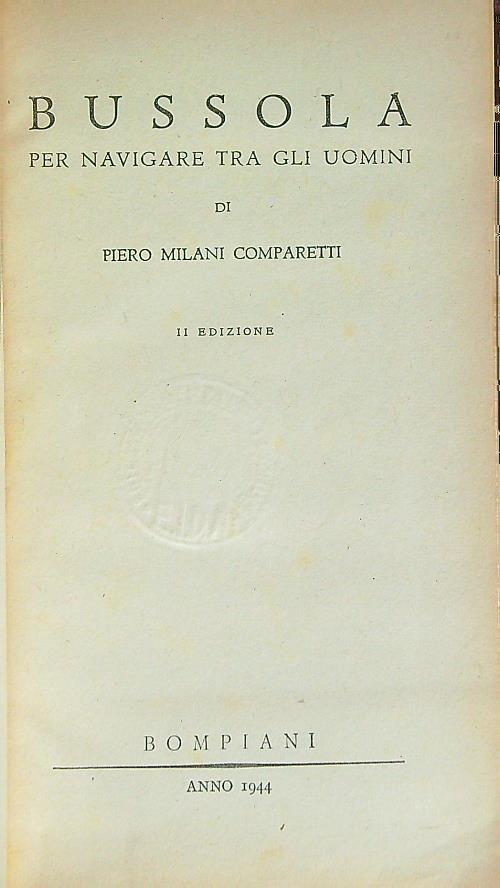 BUSSOLA
PER NAVIGARE TRA GLI UOMINI
DI
PIERO MILANI COMPARETTI
II EDIZIONE
BOMPIANI
ANNO 1944